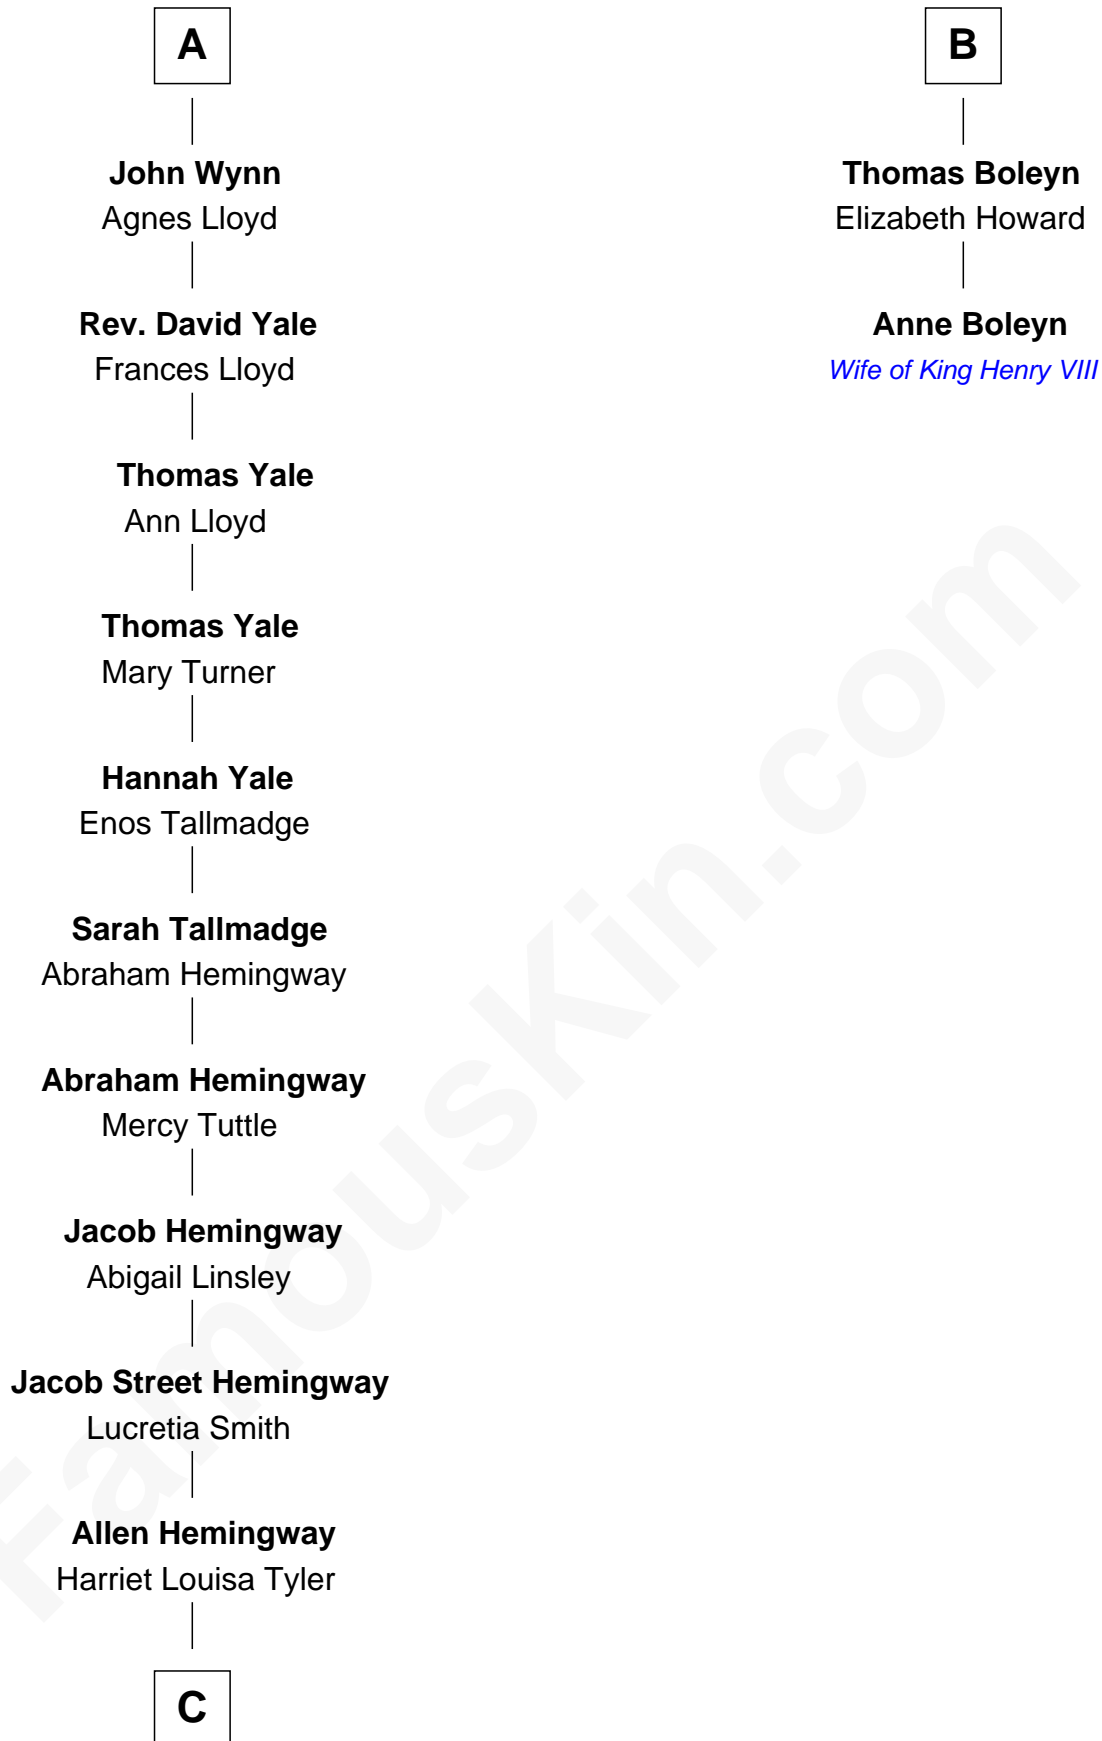 A
John Wynn
Agnes Lloyd
Rev. David Yale
Frances Lloyd
Thomas Yale
Ann Lloyd
Thomas Yale
Mary Turner
Hannah Yale
Enos Tallmadge
Sarah Tallmadge
Abraham Hemingway
Abraham Hemingway
Mercy Tuttle
Jacob Hemingway
Abigail Linsley
Jacob Street Hemingway
Lucretia Smith
Allen Hemingway
Harriet Louisa Tyler
C
B
Thomas Boleyn
Elizabeth Howard
Anne Boleyn
Wife of King Henry VIII
FamousKin.com